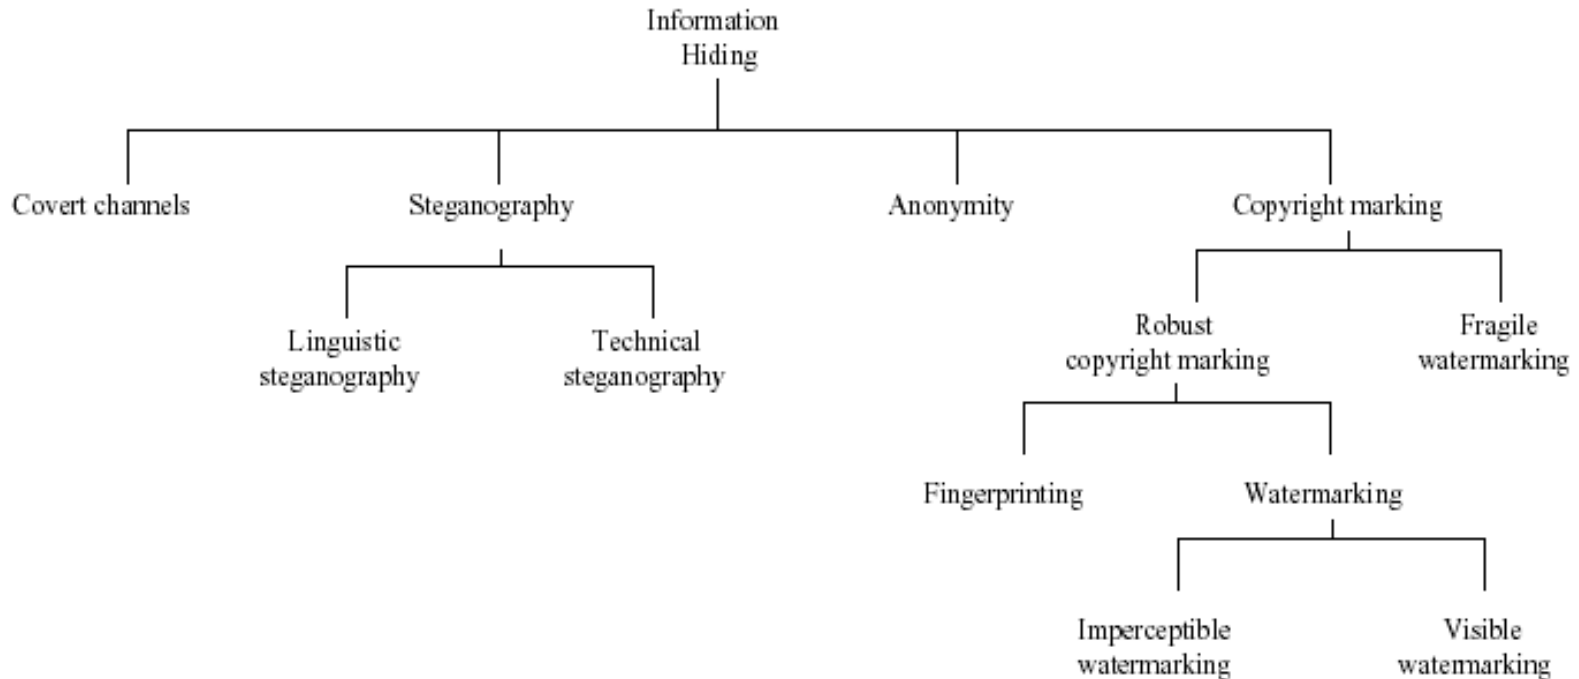 Information
Hiding
Covert channels
Steganography
Anonymity
Copyright marking
Linguistic
steganography
Technical
steganography
Robust
copyright marking
Fragile
watermarking
Fingerprinting
Watermarking
Imperceptible
watermarking
Visible
watermarking